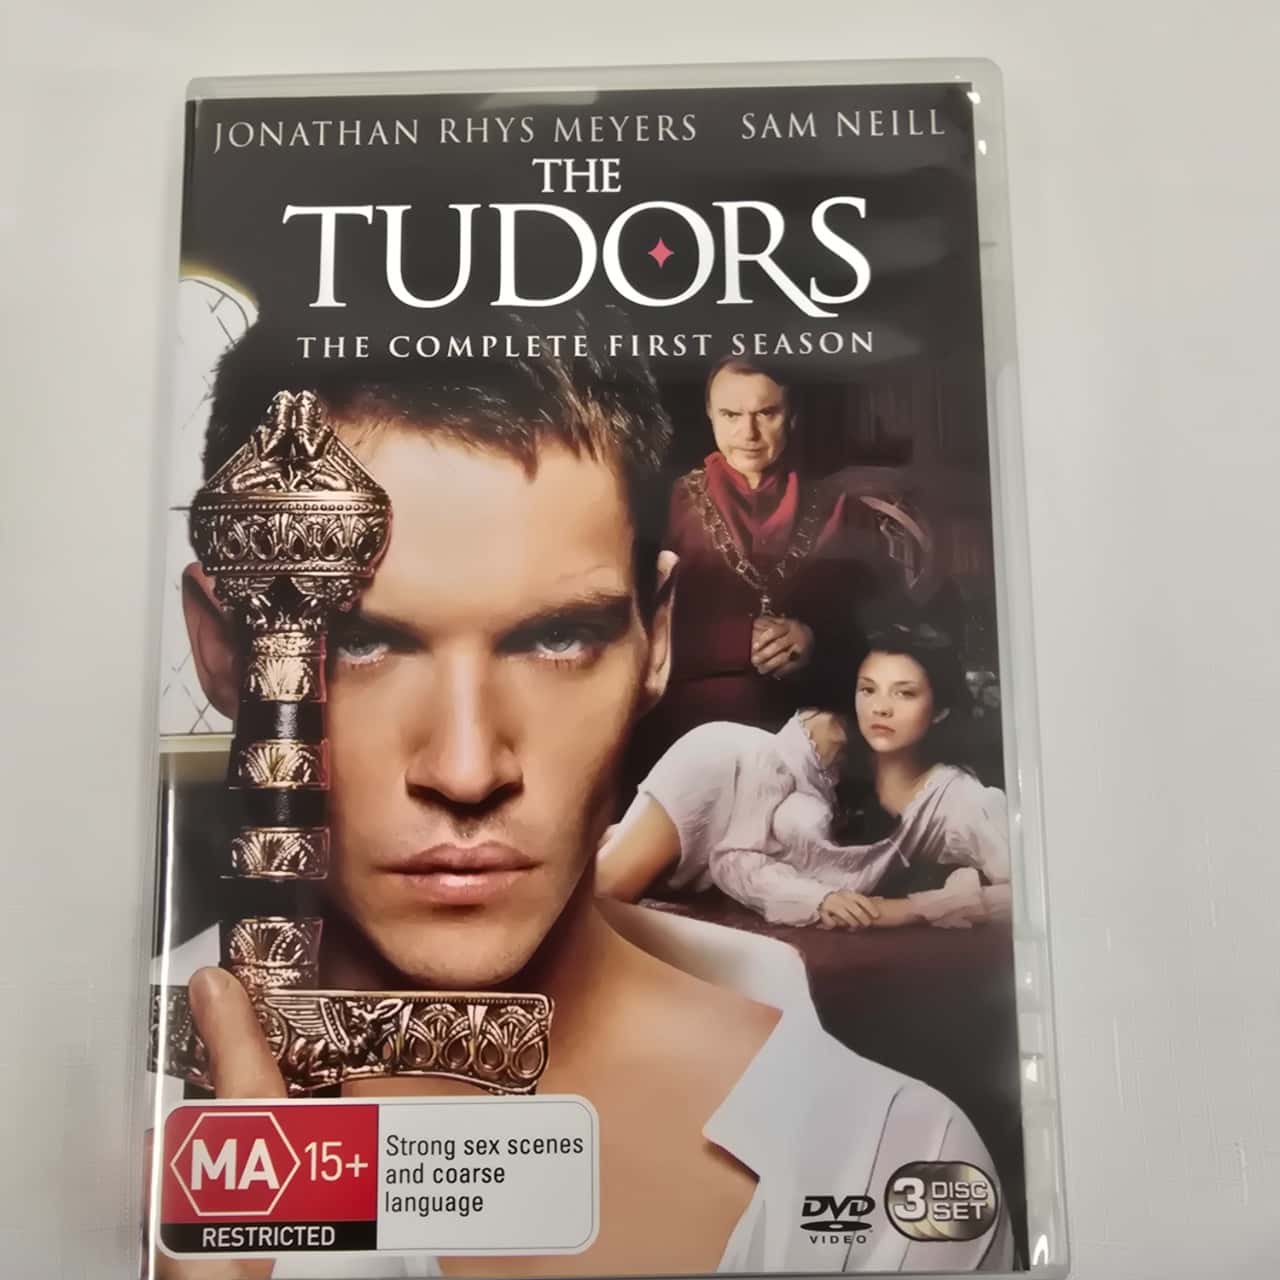 JONATHAN RHYS MEYERS SAM NEILL
THE
TUDORS
THE COMPLETE FIRST SEASON
MA 15+
RESTRICTED
Strong sex scenes
and coarse
language
DVD
VIDEO
3 DISC
SET